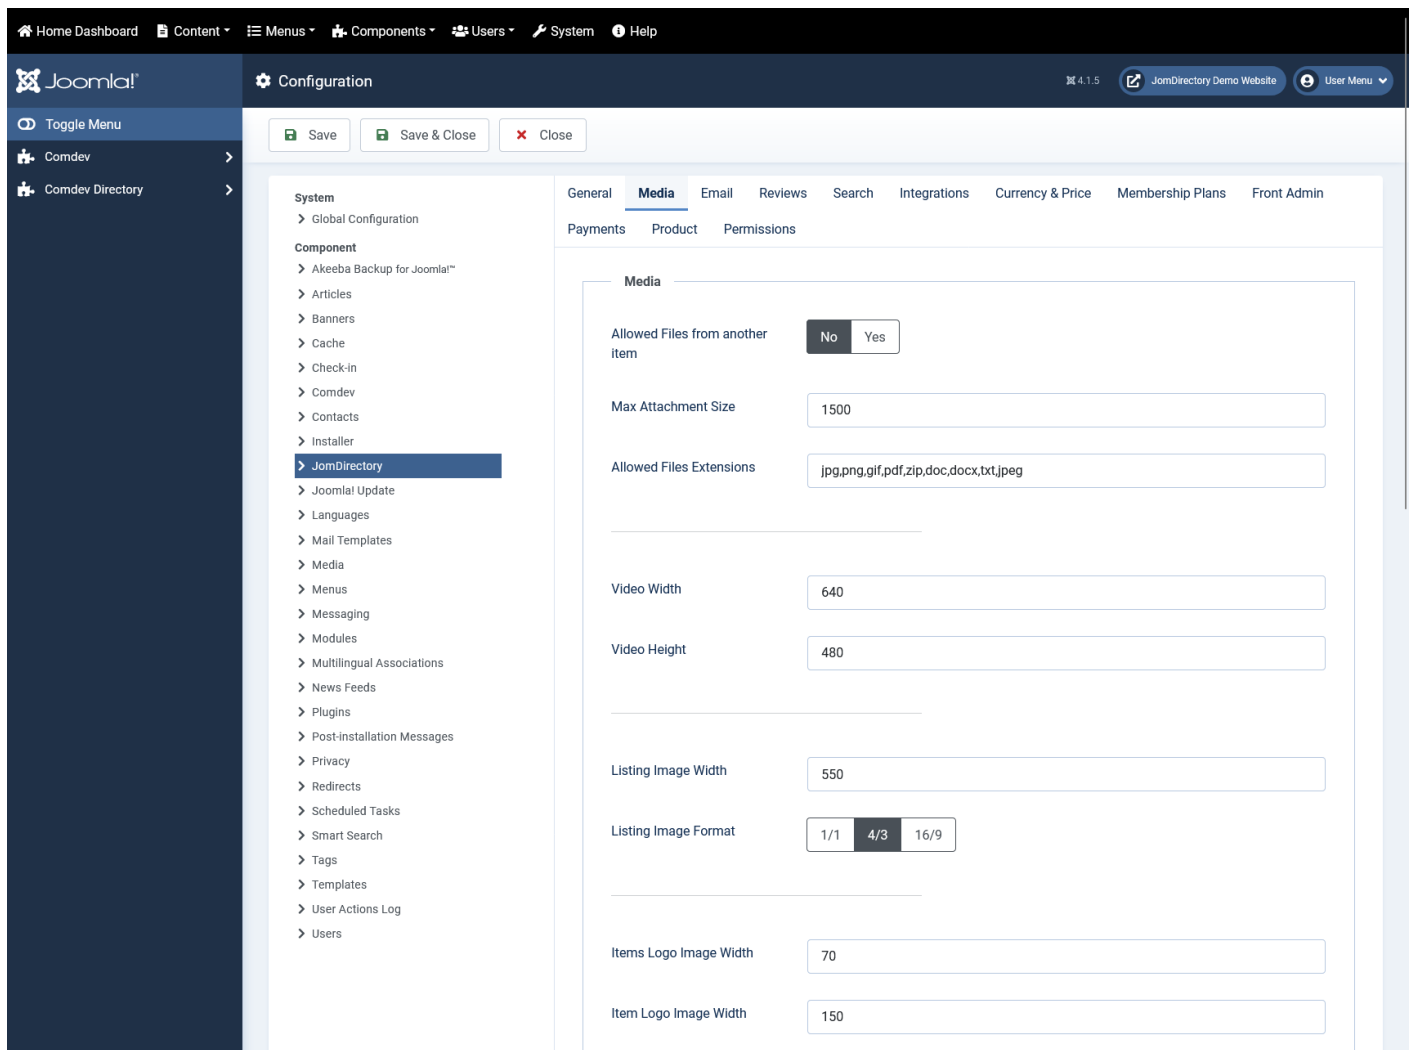 Home Dashboard Content Menus Components Users System Help
Joomla!® Configuration 4.1.5 JomDirectory Demo Website User Menu
Toggle Menu
Comdev
Comdev Directory
Save Save & Close Close
System
Global Configuration
Component
Akeeba Backup for Joomla!™
Articles
Banners
Cache
Check-in
Comdev
Contacts
Installer
JomDirectory
Joomla! Update
Languages
Mail Templates
Media
Menus
Messaging
Modules
Multilingual Associations
News Feeds
Plugins
Post-installation Messages
Privacy
Redirects
Scheduled Tasks
Smart Search
Tags
Templates
User Actions Log
Users
General Media Email Reviews Search Integrations Currency & Price Membership Plans Front Admin
Payments Product Permissions
Media
Allowed Files from another
item
No Yes
Max Attachment Size 1500
Allowed Files Extensions jpg,png,gif,pdf,zip,doc,docx,txt,jpeg
Video Width 640
Video Height 480
Listing Image Width 550
Listing Image Format 1/1 4/3 16/9
Items Logo Image Width 70
Item Logo Image Width 150